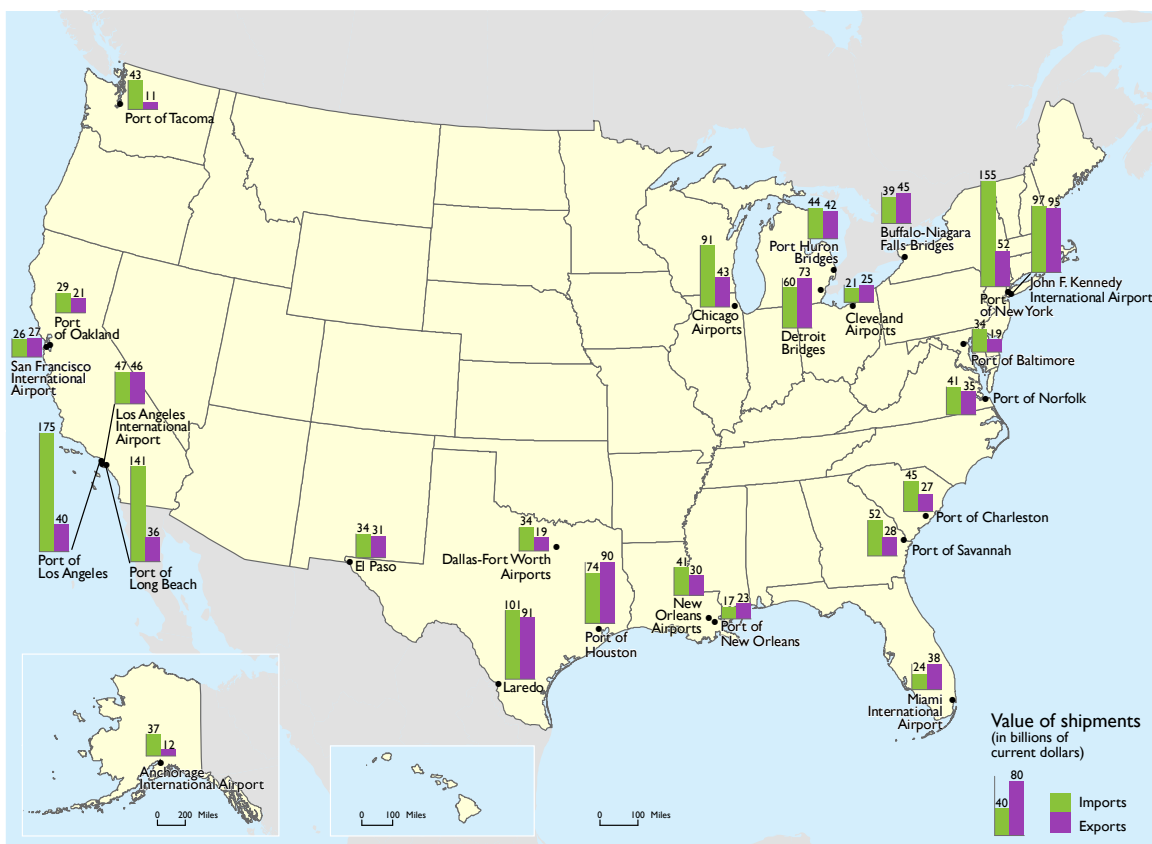 43
11
Port of Tacoma
29 21
Port
of Oakland
26 27
San Francisco
International
Airport
47 46
Los Angeles
International
Airport
175
40
Port of
Los Angeles
141
36
Port of
Long Beach
34 31
El Paso
34
19
Dallas-Fort Worth
Airports
101
91
Laredo
74
90
Port of
Houston
41
30
New
Orleans
Airports
17 23
Port of
New Orleans
91
43
Chicago
Airports
44 42
Port Huron
Bridges
60
73
Detroit
Bridges
39 45
Buffalo-Niagara
Falls Bridges
21 25
Cleveland
Airports
155
52
Port
of New York
97 95
John F. Kennedy
International Airport
34
19
Port of Baltimore
41
35
Port of Norfolk
45
27
Port of Charleston
52
28
Port of Savannah
24
38
Miami
International
Airport
37
12
Anchorage
International Airport
0 200 Miles
0 100 Miles
0 100 Miles
Value of shipments
(in billions of
current dollars)
80
40
Imports
Exports